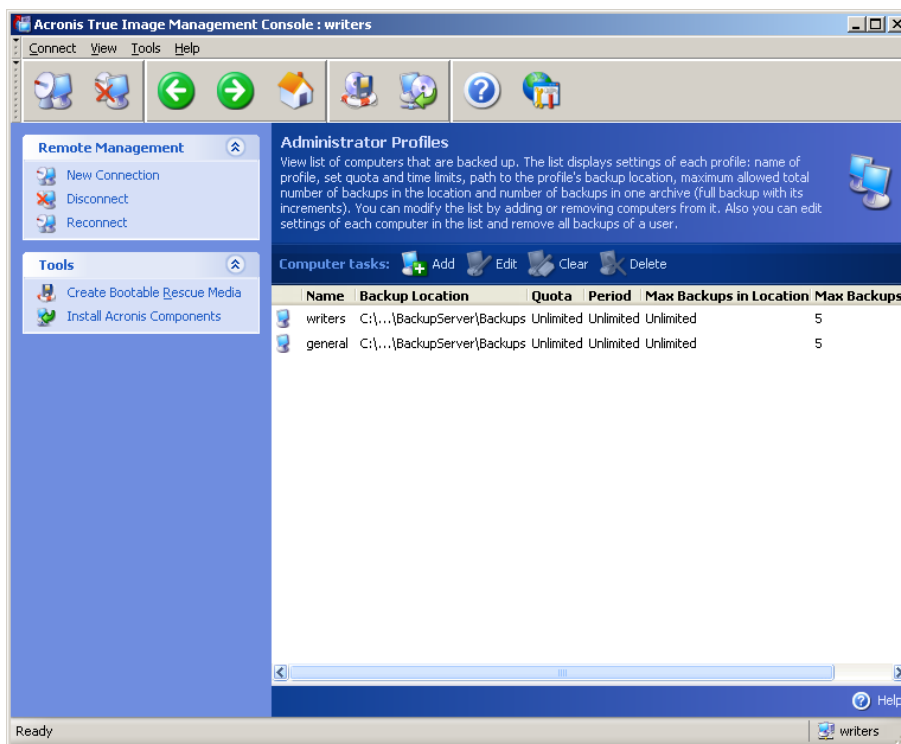 Acronis True Image Management Console : writers
Connect View Tools Help
Remote Management
New Connection
Disconnect
Reconnect
Tools
Create Bootable Rescue Media
Install Acronis Components
Administrator Profiles
View list of computers that are backed up. The list displays settings of each profile: name of
profile, set quota and time limits, path to the profile's backup location, maximum allowed total
number of backups in the location and number of backups in one archive (full backup with its
increments). You can modify the list by adding or removing computers from it. Also you can edit
settings of each computer in the list and remove all backups of a user.
Computer tasks: Add Edit Clear Delete
Name Backup Location Quota Period Max Backups in Location Max Backups
writers C:\...\BackupServer\Backups Unlimited Unlimited Unlimited 5
general C:\...\BackupServer\Backups Unlimited Unlimited Unlimited 5
Help
Ready writers